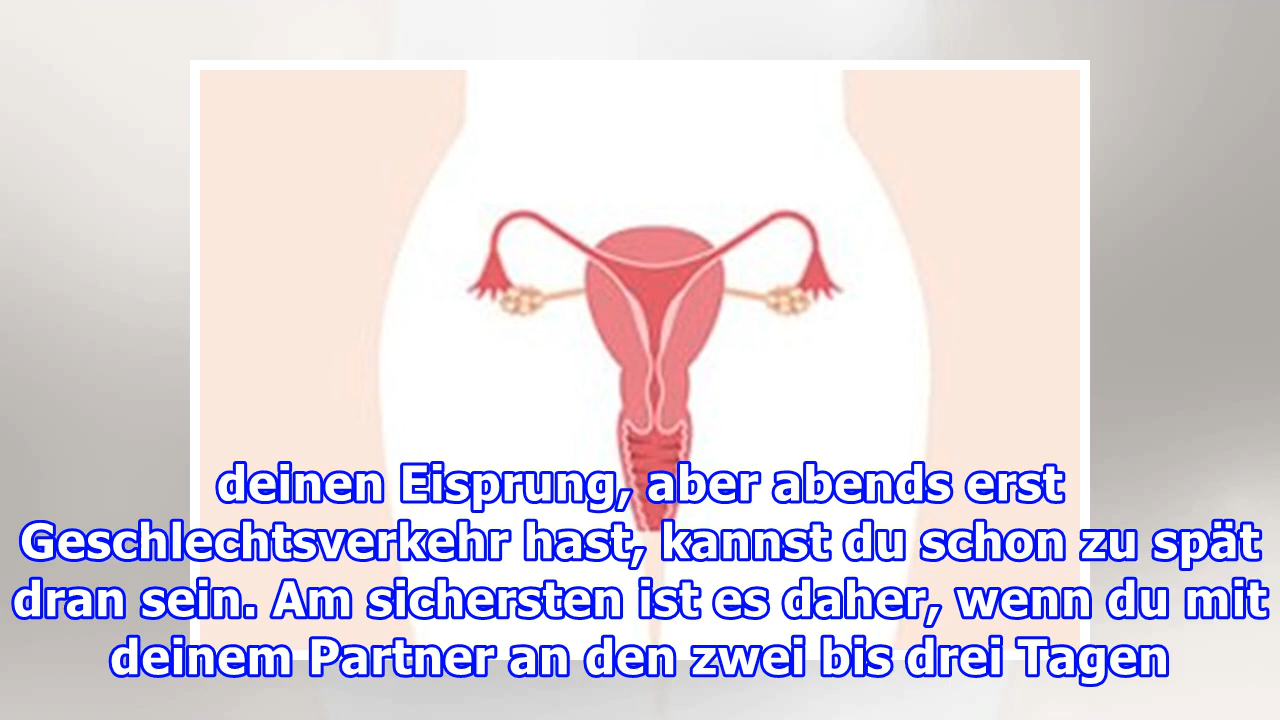 deinen Eisprung, aber abends erst
Geschlechtsverkehr hast, kannst du schon zu spät
dran sein. Am sichersten ist es daher, wenn du mit
deinem Partner an den zwei bis drei Tagen